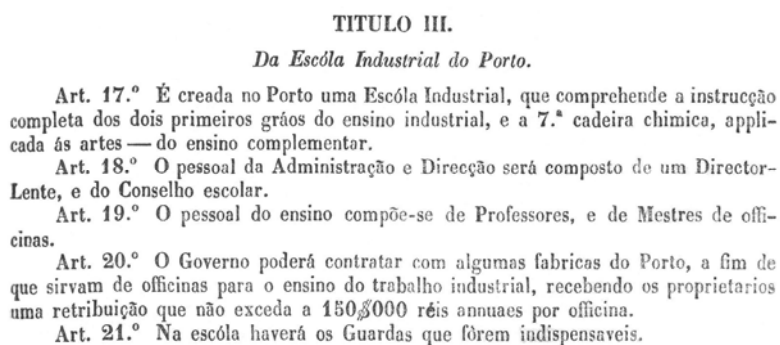 TITULO III.
Da Escóla Industrial do Porto.
Art. 17.º É creada no Porto uma Escóla Industrial, que comprehende a instrucção
completa dos dois primeiros gráos do ensino industrial, e a 7.ª cadeira chimica, appli-
cada ás artes — do ensino complementar.
Art. 18.º O pessoal da Administração e Direcção será composto de um Director-
Lente, e do Conselho escolar.
Art. 19.º O pessoal do ensino compõe-se de Professores, e de Mestres de offi-
cinas.
Art. 20.º O Governo poderá contratar com algumas fabricas do Porto, a fim de
que sirvam de officinas para o ensino do trabalho industrial, recebendo os proprietarios
uma retribuição que não exceda a 150$000 réis annuaes por officina.
Art. 21.º Na escóla haverá os Guardas que fôrem indispensaveis.